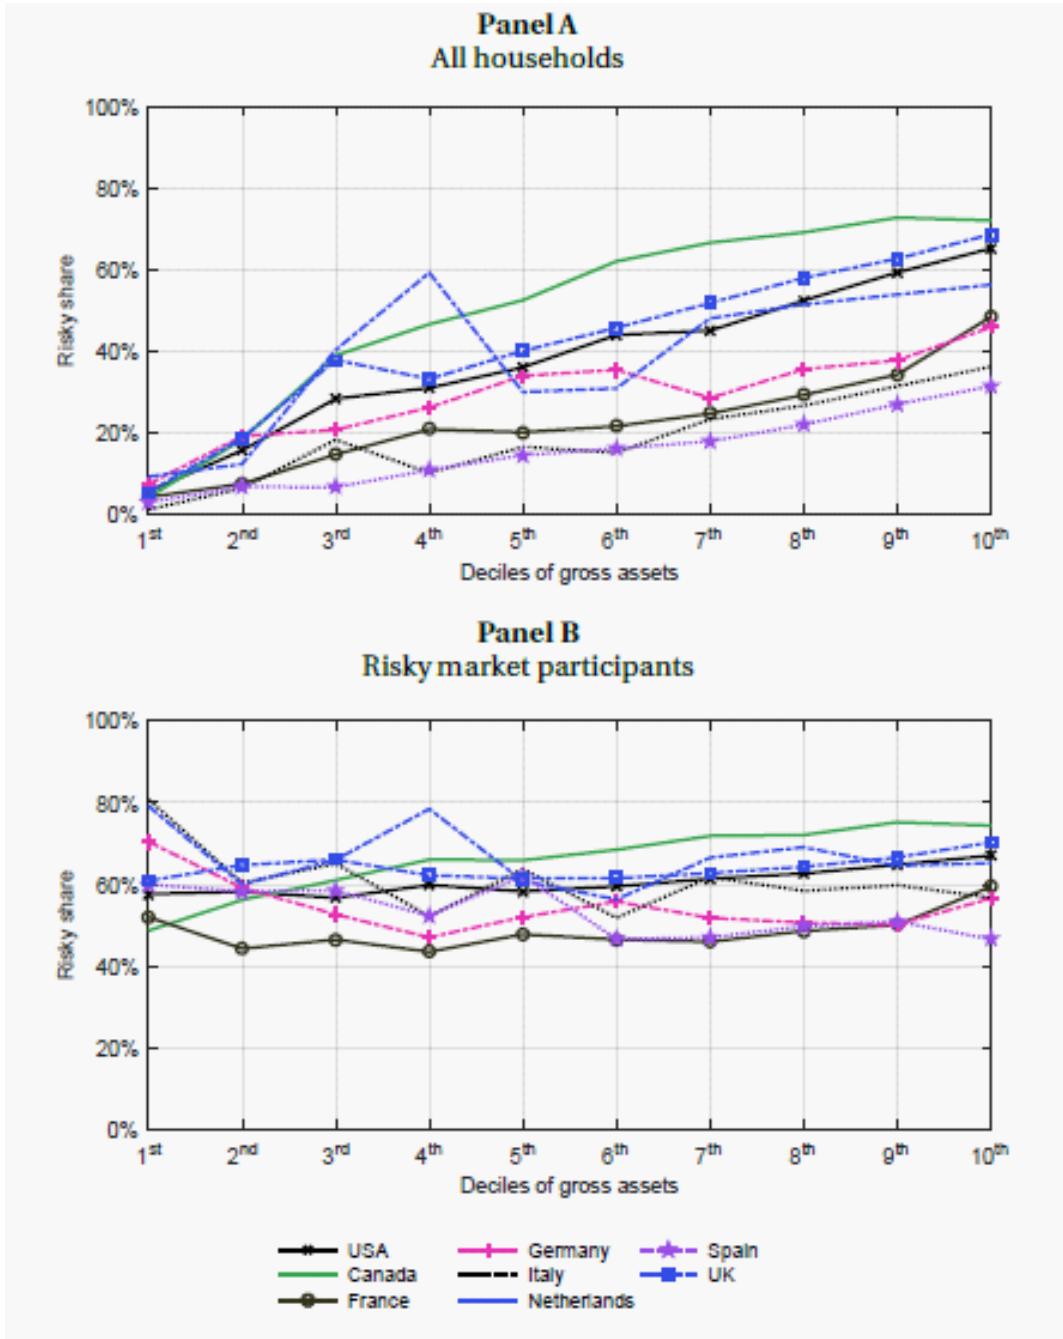 Panel A
All households
100%
80%
60%
40%
20%
0%
Risky share
1st 2nd 3rd 4th 5th 6th 7th 8th 9th 10th
Deciles of gross assets
Panel B
Risky market participants
100%
80%
60%
40%
20%
0%
Risky share
1st 2nd 3rd 4th 5th 6th 7th 8th 9th 10th
Deciles of gross assets
USA Germany Spain
Canada Italy UK
France Netherlands